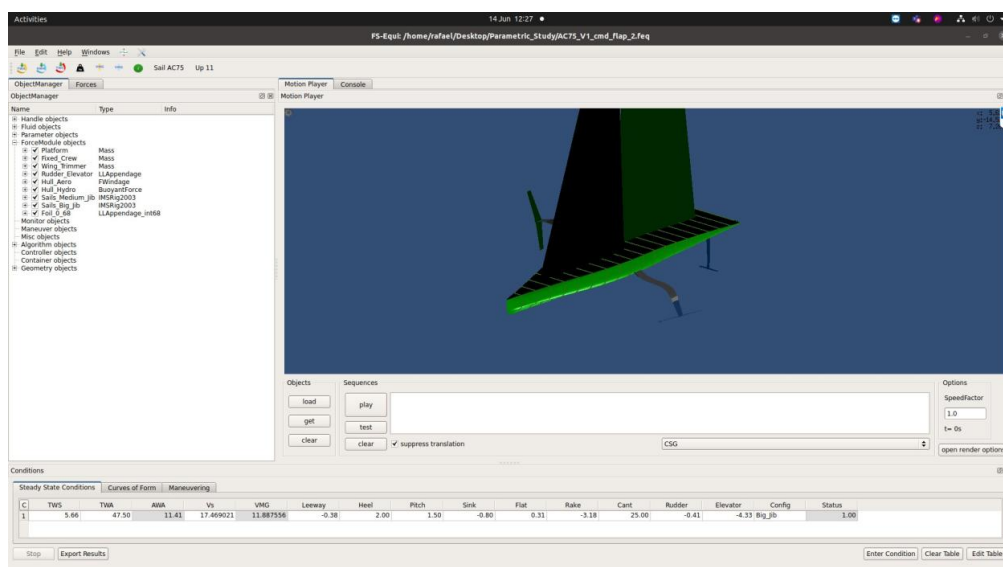 Activities
14 Jun 12:27
FS-Equi: /home/rafael/Desktop/Parametric_Study/AC75_V1_cmd_flap_2.feq
File Edit Help Windows
Sail AC75 Up 11
ObjectManager Forces
Motion Player Console
ObjectManager
Motion Player
Name Type Info
Handle objects
Fluid objects
Parameter objects
ForceModule objects
Platform Mass
Fixed_Crew Mass
Wing_Trimmer Mass
Rudder_Elevator LLAppendage
Hull_Aero FWindage
Hull_Hydro BuoyantForce
Sails_Medium_Jib IMSRig2003
Sails_Big_Jib IMSRig2003
Foil_0_68 LLAppendage_int68
Monitor objects
Maneuver objects
Misc objects
Algorithm objects
Controller objects
Container objects
Geometry objects
Objects Sequences Options
load play SpeedFactor
get 1.0
test t= 0s
clear clear suppress translation CSG
open render options
Conditions
Steady State Conditions Curves of Form Maneuvering
C TWS TWA AWA Vs VMG Leeway Heel Pitch Sink Flat Rake Cant Rudder Elevator Config Status
1 5.66 47.50 11.41 17.469021 11.887556 -0.38 2.00 1.50 -0.80 0.31 -3.18 25.00 -0.41 -4.33 Big_Jib 1.00
Stop Export Results Enter Condition Clear Table Edit Table